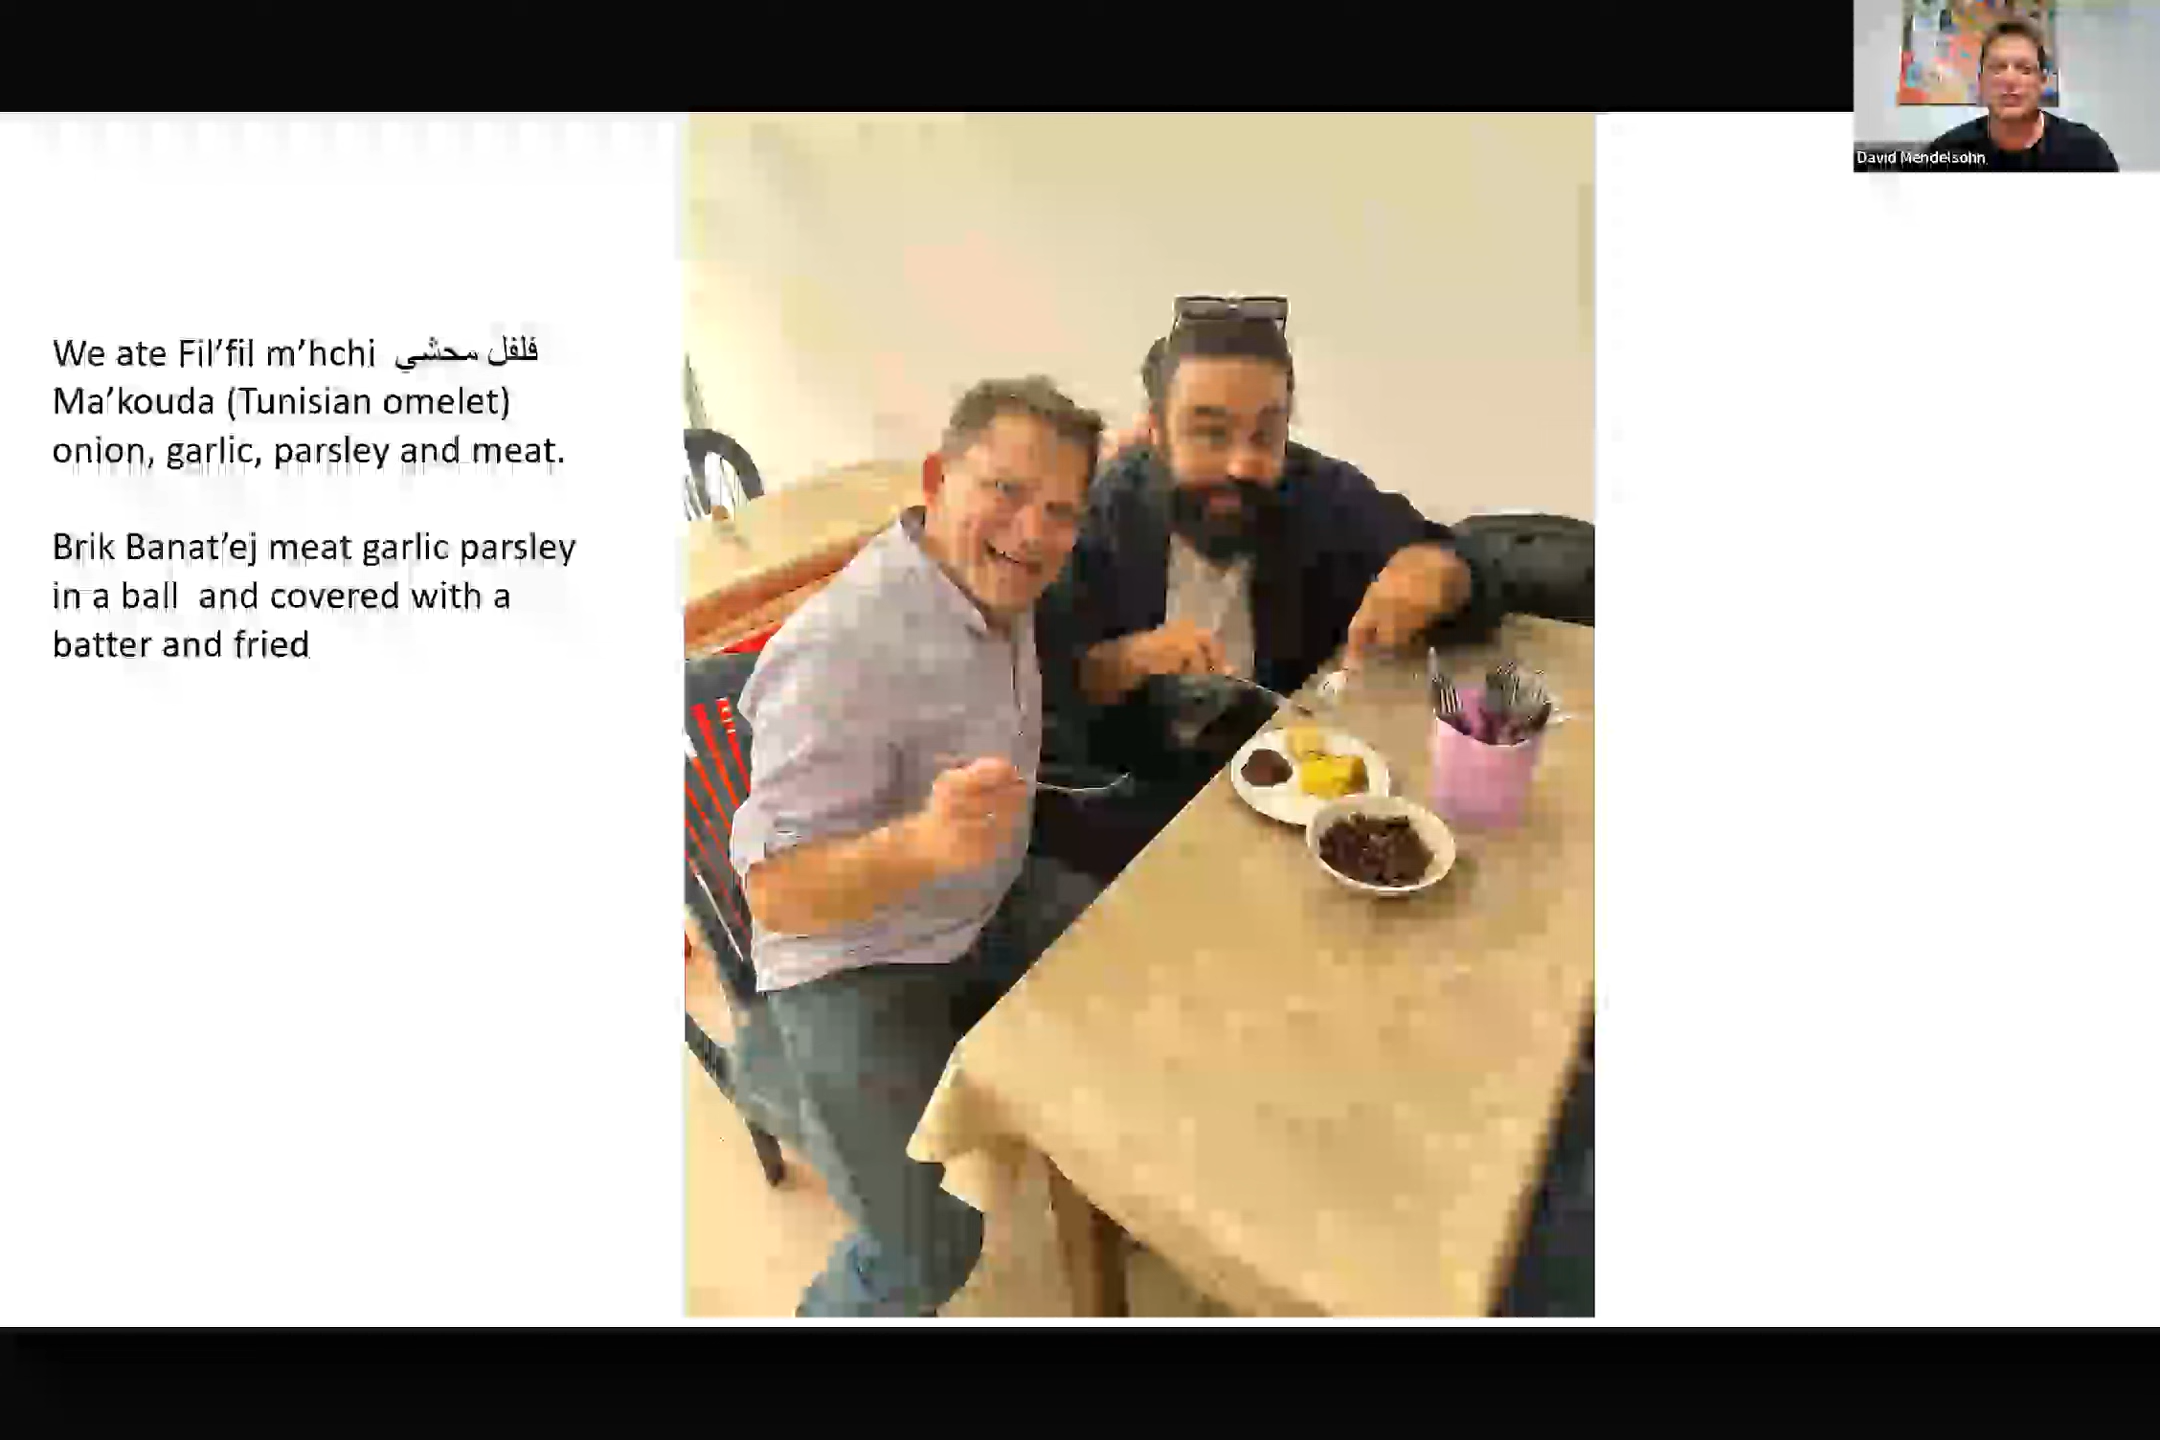 We ate Fil’fil m’hchi فلفل محشي
Ma’kouda (Tunisian omelet)
onion, garlic, parsley and meat.
Brik Banat’ej meat garlic parsley
in a ball  and covered with a
batter and fried
David Mendelsohn